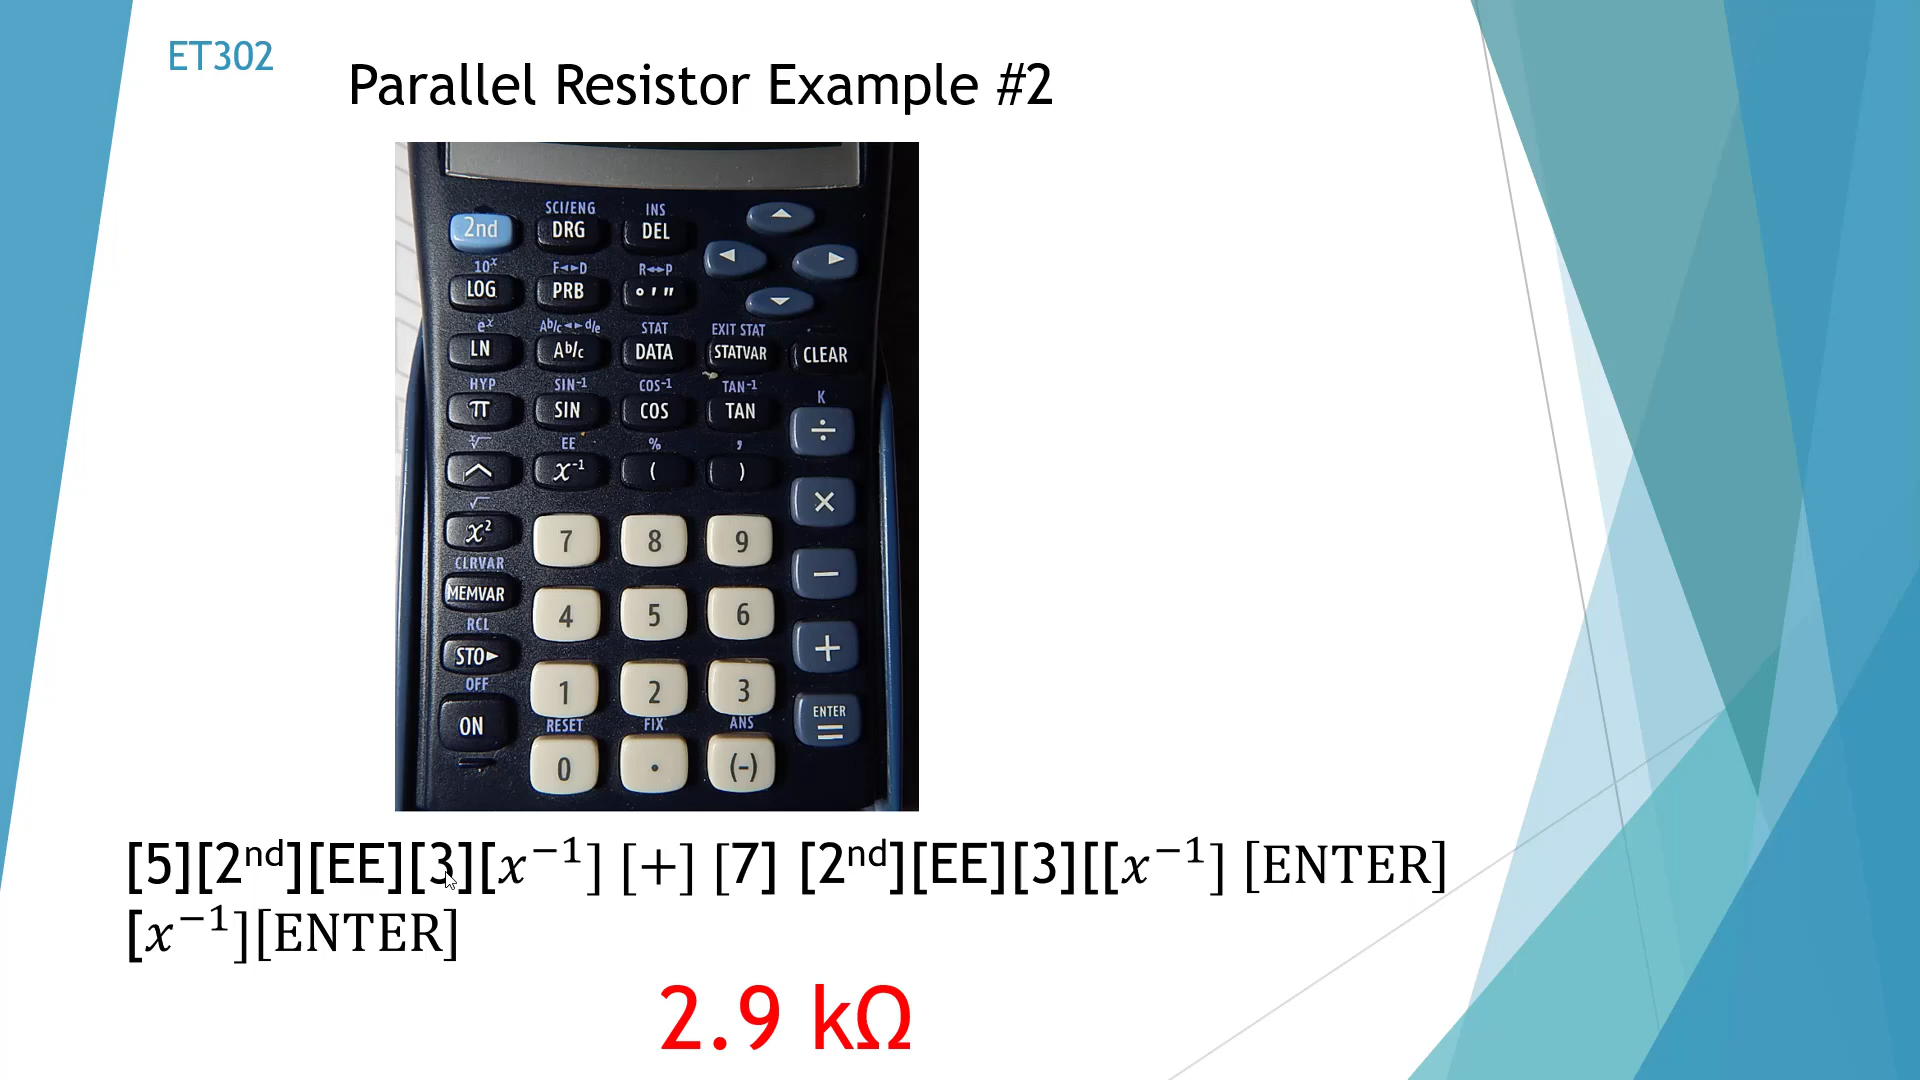 ET302
Parallel Resistor Example #2
2nd SCI/ENG DRG INS DEL
10ˣ LOG F◄►D PRB R◄►P ° ' "
eˣ LN Ab/c◄►d/e Ab/c STAT DATA EXIT STAT STATVAR CLEAR
HYP π SIN⁻¹ SIN COS⁻¹ COS TAN⁻¹ TAN K ÷
ˣ√ ^ EE x⁻¹ % ( , ) ×
√ x² 7 8 9 −
CLRVAR MEMVAR 4 5 6 +
RCL STO► 1 2 3 ENTER =
OFF ON RESET 0 FIX . ANS (-)
[5][2ⁿᵈ][EE][3][x⁻¹] [+] [7] [2ⁿᵈ][EE][3][[x⁻¹] [ENTER]
[x⁻¹][ENTER]
2.9 kΩ